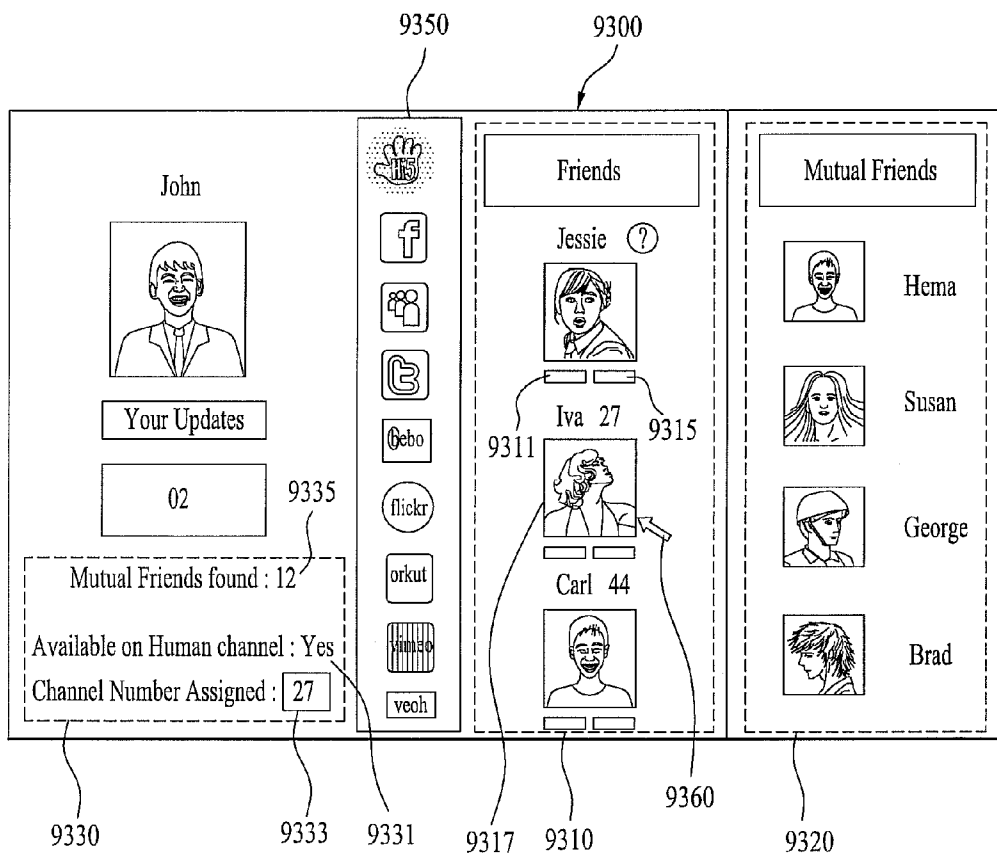 9350
9300
John
Your Updates
02
9335
Mutual Friends found : 12
Available on Human channel : Yes
Channel Number Assigned : 27
9330
9333
9331
Hi5
f
t
bebo
flickr
orkut
vimeo
veoh
Friends
Jessie ?
9311
9315
Iva 27
Carl 44
9317
9310
9360
Mutual Friends
Hema
Susan
George
Brad
9320